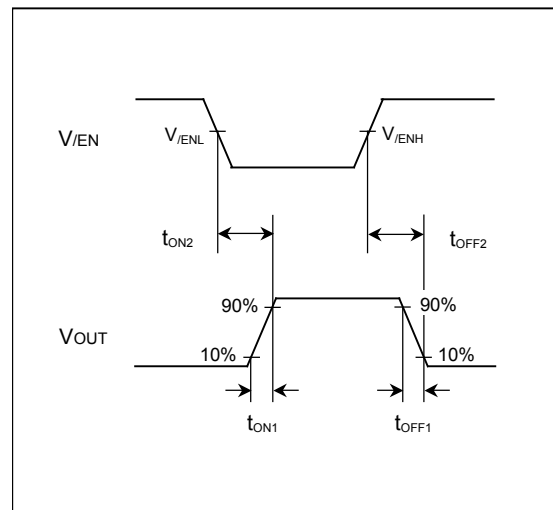 V/EN
V/ENL
V/ENH
tON2
tOFF2
VOUT
90%
90%
10%
10%
tON1
tOFF1